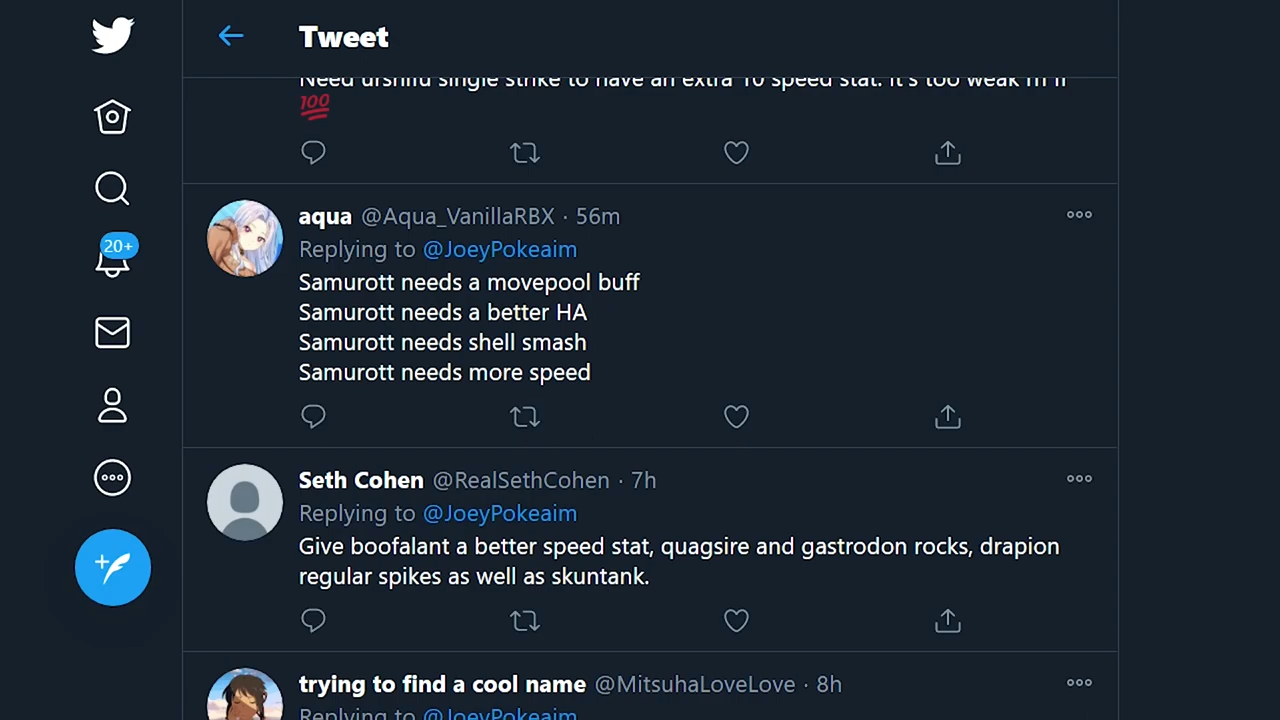 Tweet
Need urshifu single strike to have an extra 10 speed stat. It's too weak rn
💯
20+
aqua @Aqua_VanillaRBX · 56m
Replying to @JoeyPokeaim
Samurott needs a movepool buff
Samurott needs a better HA
Samurott needs shell smash
Samurott needs more speed
Seth Cohen @RealSethCohen · 7h
Replying to @JoeyPokeaim
Give boofalant a better speed stat, quagsire and gastrodon rocks, drapion
regular spikes as well as skuntank.
trying to find a cool name @MitsuhaLoveLove · 8h
Replying to @JoeyPokeaim